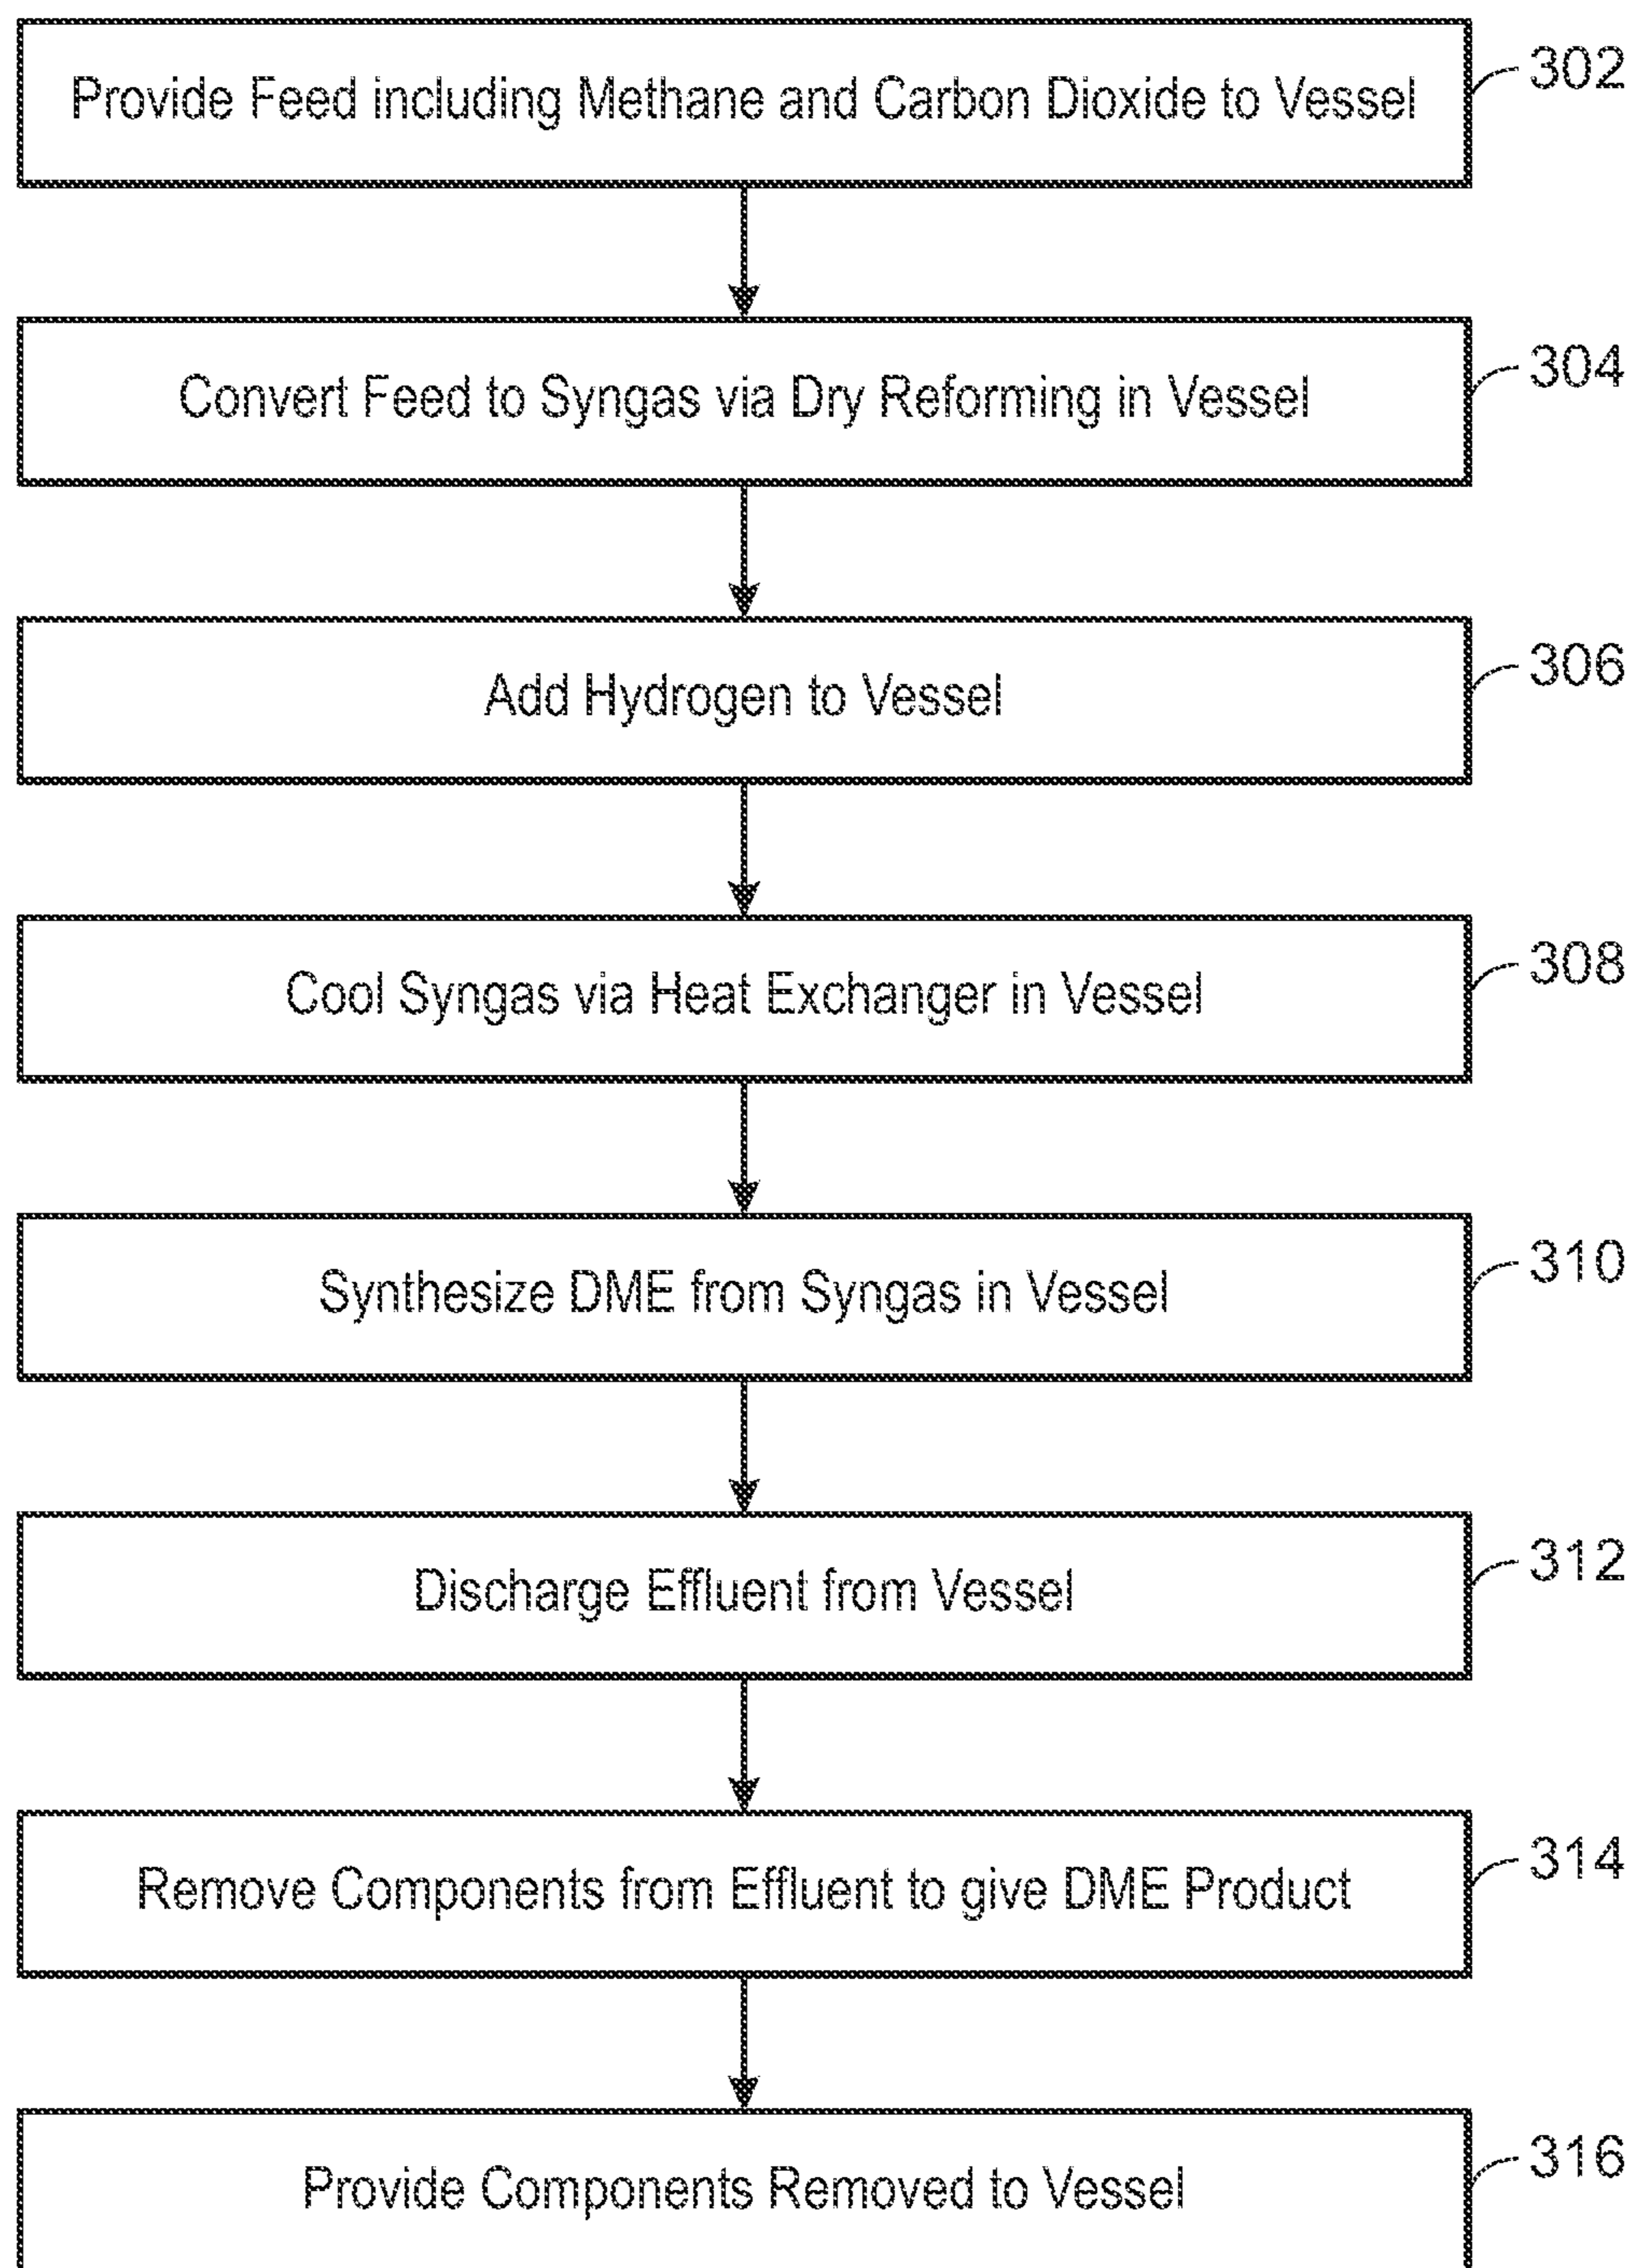 Provide Feed including Methane and Carbon Dioxide to Vessel
302
Convert Feed to Syngas via Dry Reforming in Vessel
304
Add Hydrogen to Vessel
306
Cool Syngas via Heat Exchanger in Vessel
308
Synthesize DME from Syngas in Vessel
310
Discharge Effluent from Vessel
312
Remove Components from Effluent to give DME Product
314
Provide Components Removed to Vessel
316